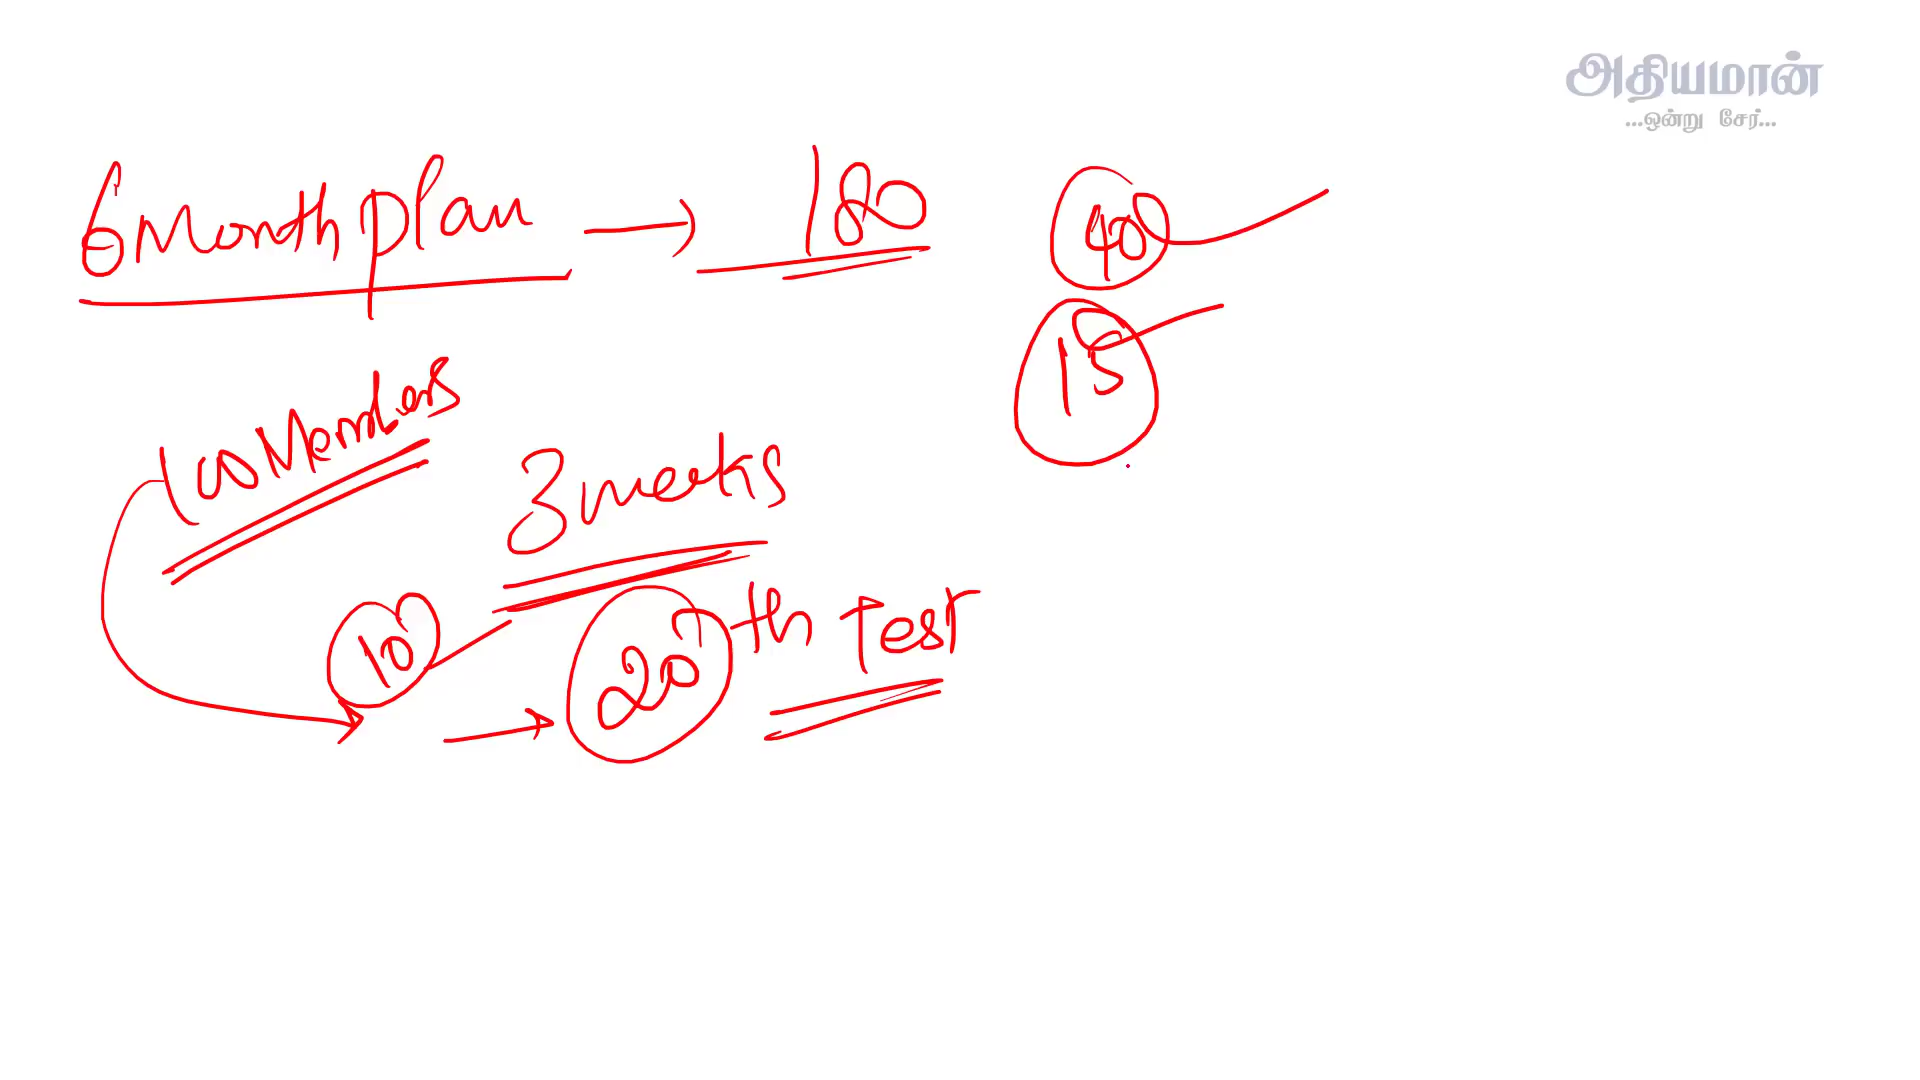 அதியமான்
...ஒன்று சேர்...
6 Month plan → 180
40
15
100 Members
3 weeks
10 → 20th Test